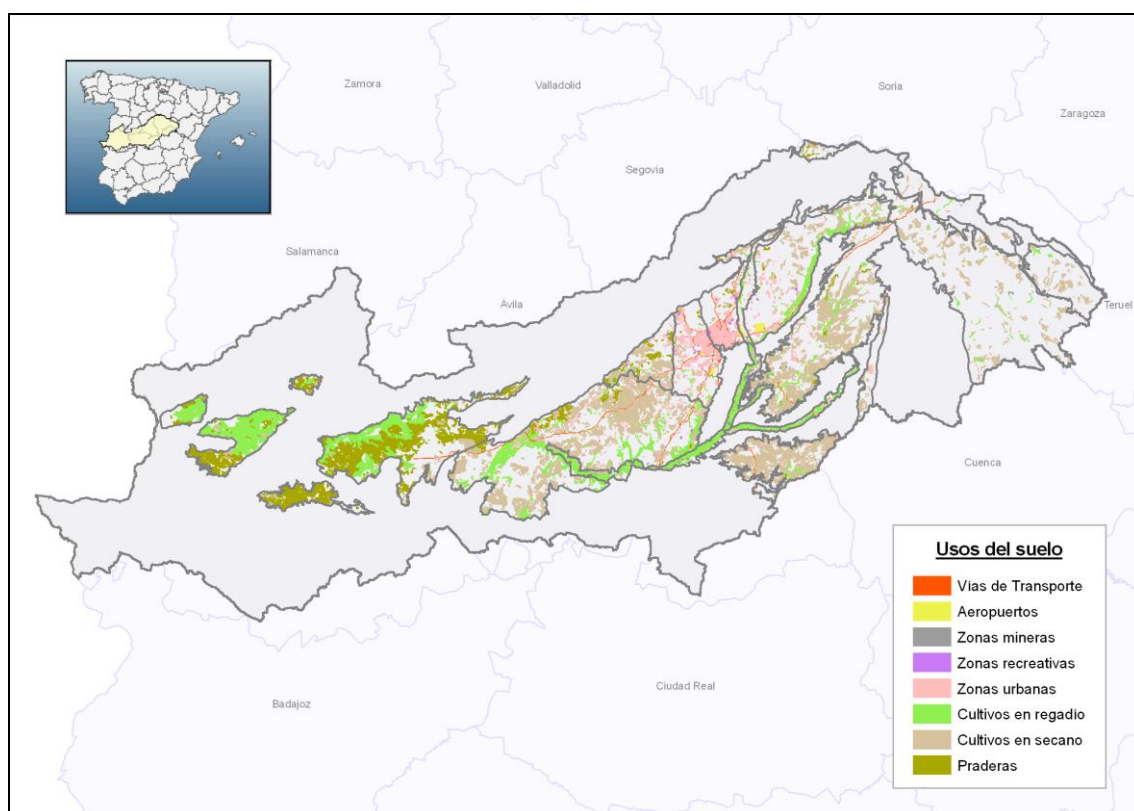 Zamora
Valladolid
Soria
Zaragoza
Segovia
Salamanca
Ávila
Teruel
Cuenca
Ciudad Real
Badajoz
Usos del suelo
Vías de Transporte
Aeropuertos
Zonas mineras
Zonas recreativas
Zonas urbanas
Cultivos en regadio
Cultivos en secano
Praderas